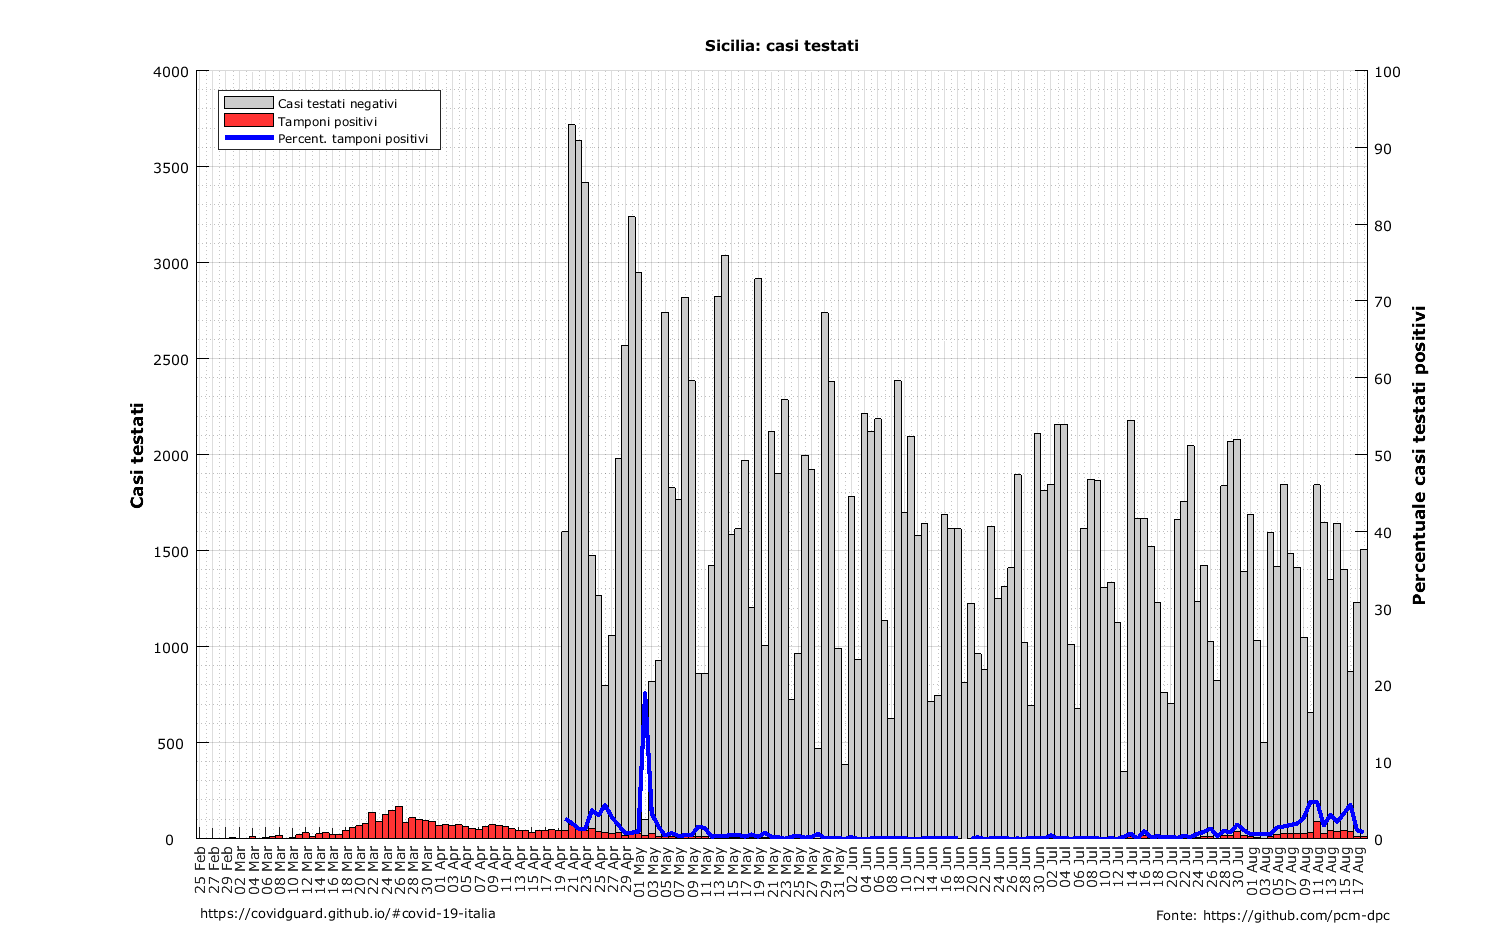 Sicilia: casi testati
4000
3500
3000
2500
2000
1500
1000
500
0
Casi testati
Casi testati negativi
Tamponi positivi
Percent. tamponi positivi
100
90
80
70
60
50
40
30
20
10
0
Percentuale casi testati positivi
25 Feb
27 Feb
29 Feb
02 Mar
04 Mar
06 Mar
08 Mar
10 Mar
12 Mar
14 Mar
16 Mar
18 Mar
20 Mar
22 Mar
24 Mar
26 Mar
28 Mar
30 Mar
01 Apr
03 Apr
05 Apr
07 Apr
09 Apr
11 Apr
13 Apr
15 Apr
17 Apr
19 Apr
21 Apr
23 Apr
25 Apr
27 Apr
29 Apr
01 May
03 May
05 May
07 May
09 May
11 May
13 May
15 May
17 May
19 May
21 May
23 May
25 May
27 May
29 May
31 May
02 Jun
04 Jun
06 Jun
08 Jun
10 Jun
12 Jun
14 Jun
16 Jun
18 Jun
20 Jun
22 Jun
24 Jun
26 Jun
28 Jun
30 Jun
02 Jul
04 Jul
06 Jul
08 Jul
10 Jul
12 Jul
14 Jul
16 Jul
18 Jul
20 Jul
22 Jul
24 Jul
26 Jul
28 Jul
30 Jul
01 Aug
03 Aug
05 Aug
07 Aug
09 Aug
11 Aug
13 Aug
15 Aug
17 Aug
https://covidguard.github.io/#covid-19-italia
Fonte: https://github.com/pcm-dpc